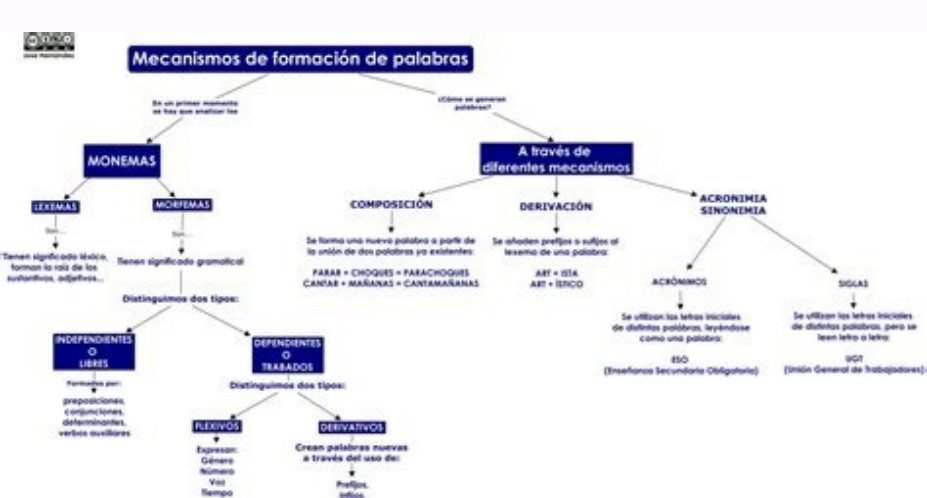 José Hernández
Mecanismos de formación de palabras
En un primer momento
se hay que analizar los
¿Cómo se generan
palabras?
MONEMAS
A través de
diferentes mecanismos
LEXEMAS
MORFEMAS
Son...
Son...
Tienen significado léxico,
forman la raíz de los
sustantivos, adjetivos...
Tienen significado gramatical
Distinguimos dos tipos:
INDEPENDIENTES
O
LIBRES
DEPENDIENTES
O
TRABADOS
Formados por:
preposiciones,
conjunciones,
determinantes,
verbos auxiliares
Distinguimos dos tipos:
FLEXIVOS
DERIVATIVOS
Expresan:
Género
Número
Voz
Tiempo
Crean palabras nuevas
a través del uso de:
Prefijos,
Infijos,
COMPOSICIÓN
Se forma una nueva palabra a partir de
la unión de dos palabras ya existentes:
PARAR + CHOQUES = PARACHOQUES
CANTAR + MAÑANAS = CANTAMAÑANAS
DERIVACIÓN
Se añaden prefijos o sufijos al
lexema de una palabra:
ART + ISTA
ART + ÍSTICO
ACRONIMIA
SINONIMIA
ACRÓNIMOS
Se utilizan las letras iniciales
de distintas palabras, leyéndose
como una palabra:
ESO
(Enseñanza Secundaria Obligatoria)
SIGLAS
Se utilizan las letras iniciales
de distintas palabras, pero se
leen letra a letra:
UGT
(Unión General de Trabajadores)